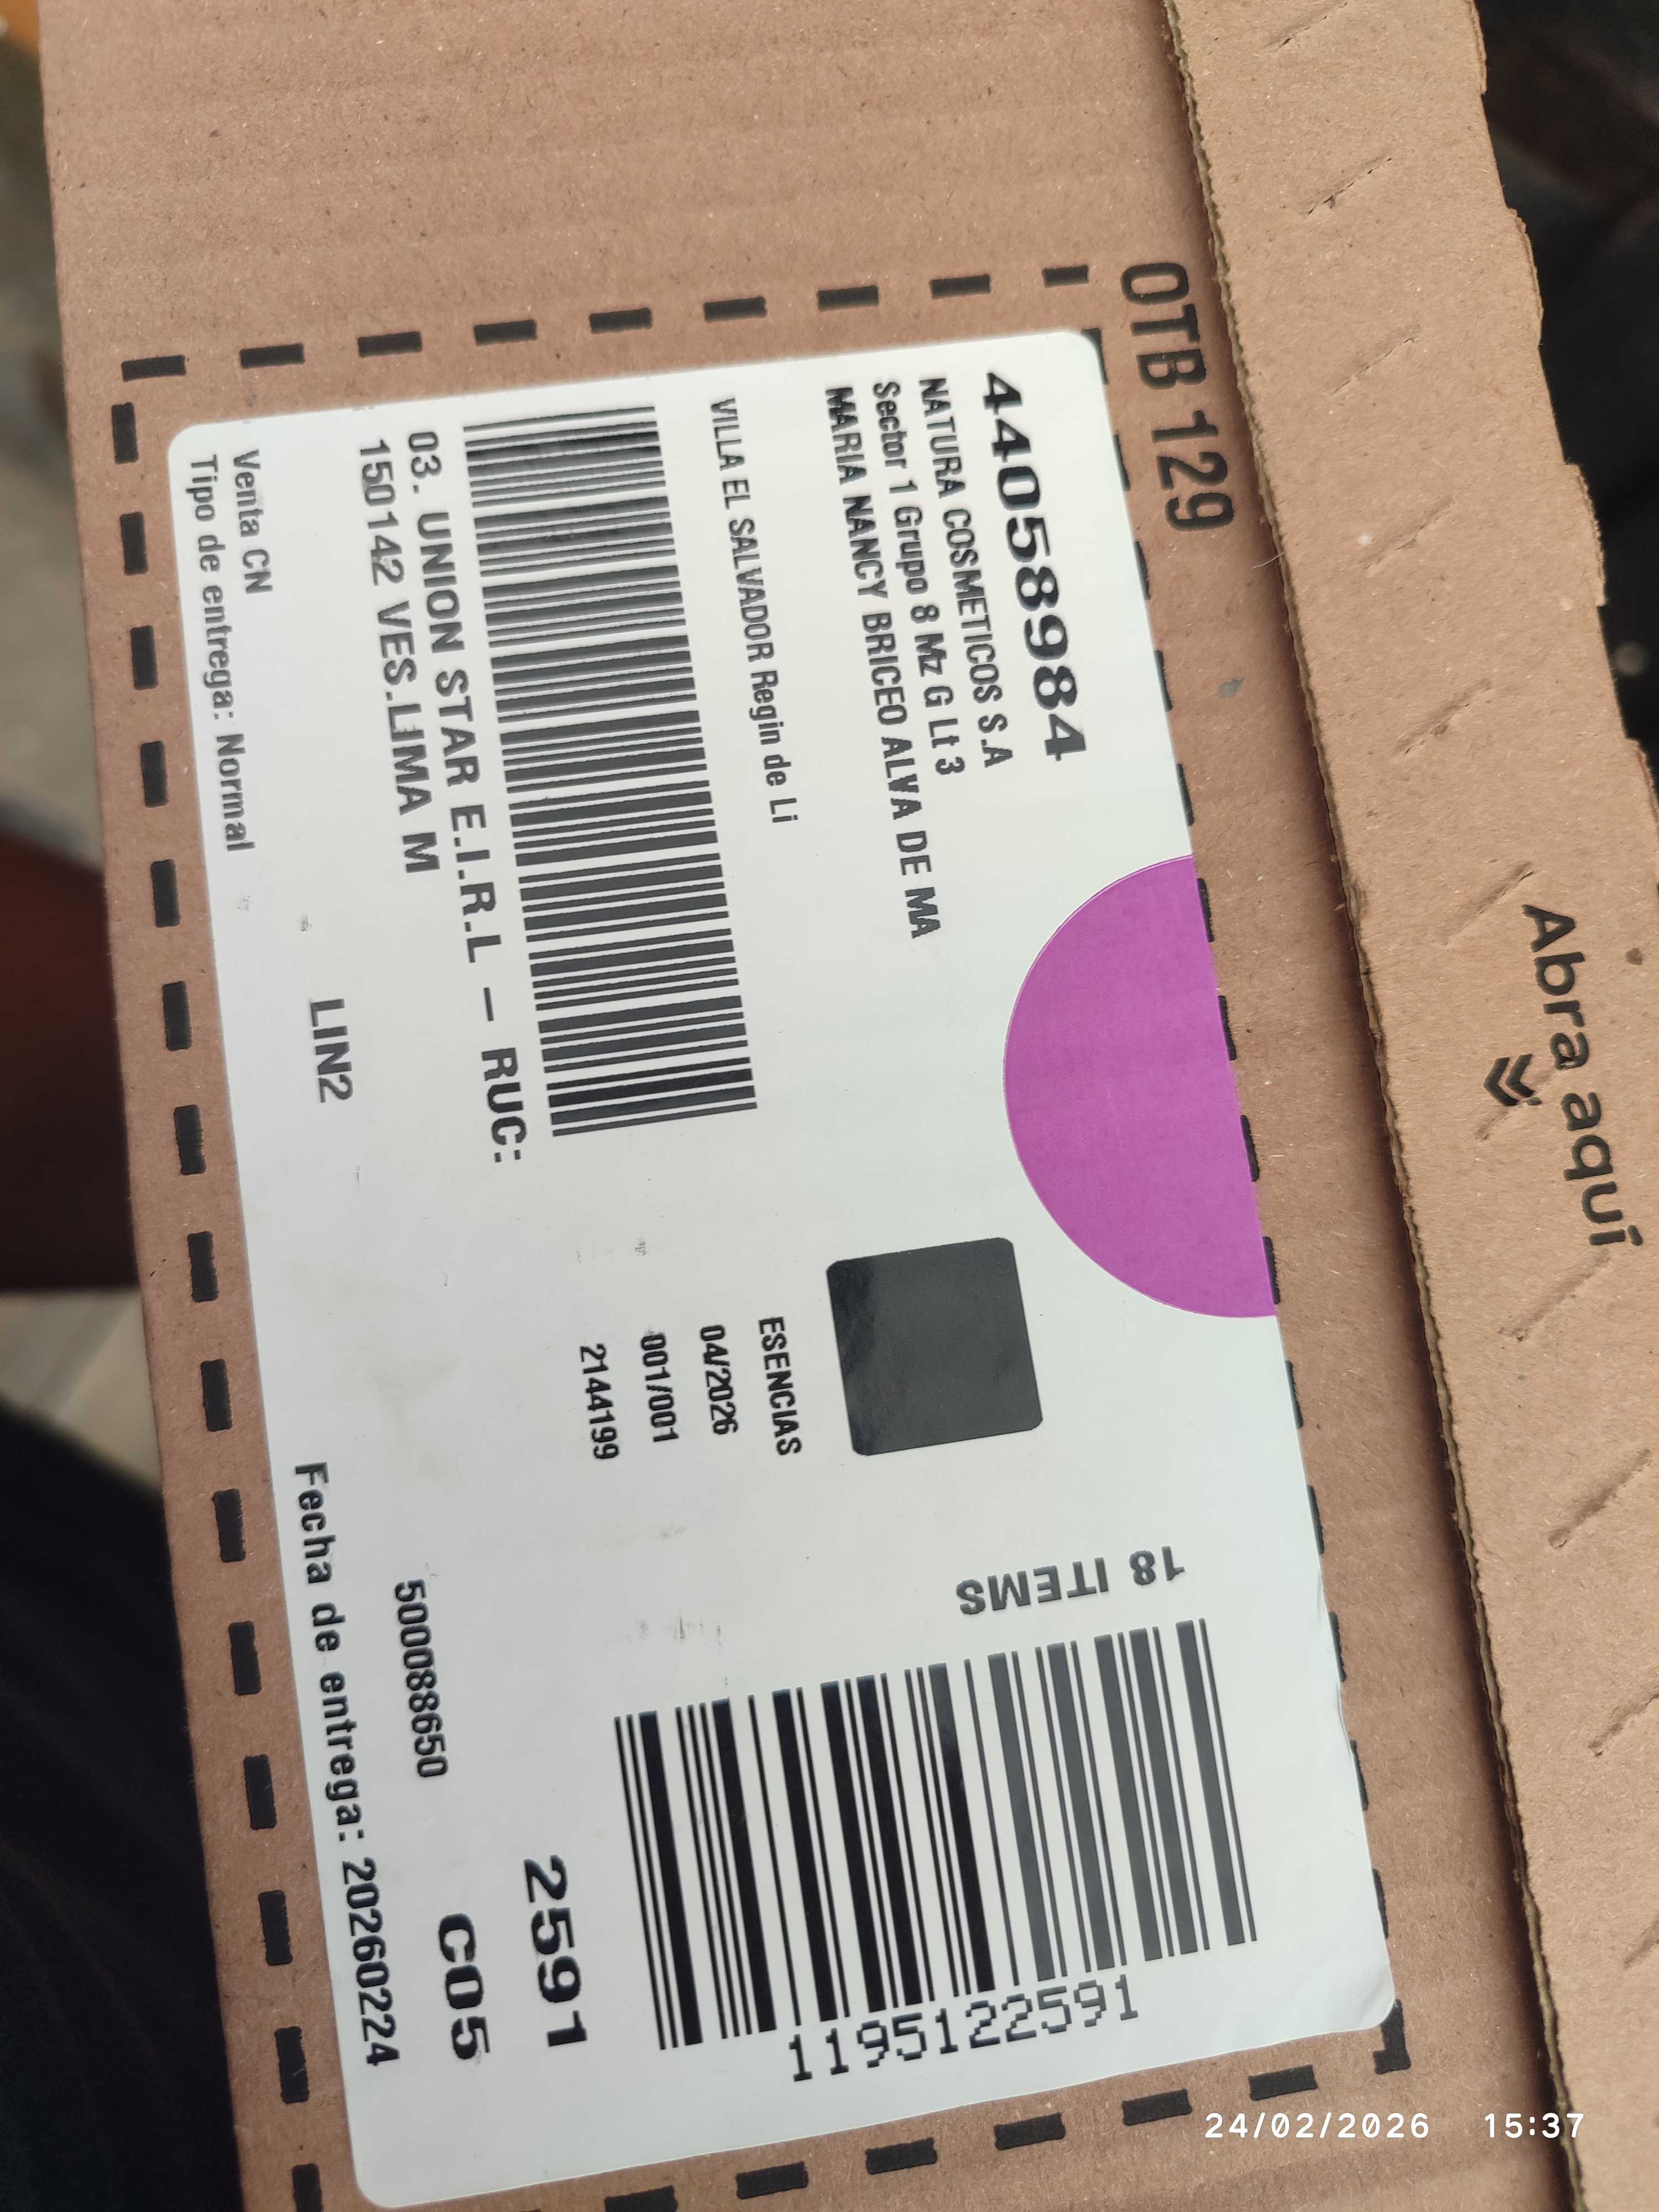 OTB 129
Abra aquí
44058984
NATURA COSMETICOS S.A
Sector 1 Grupo 8 Mz G Lt 3
MARIA NANCY BRICEO ALVA DE MA
VILLA EL SALVADOR Regin de Li
03. UNION STAR E.I.R.L - RUC:
150142 VES.LIMA M
LIN2
Venta CN
Tipo de entrega: Normal
ESENCIAS
04/2026
001/001
2144199
18 ITEMS
1195122591
2591
C05
500088650
Fecha de entrega: 20260224
24/02/2026 15:37